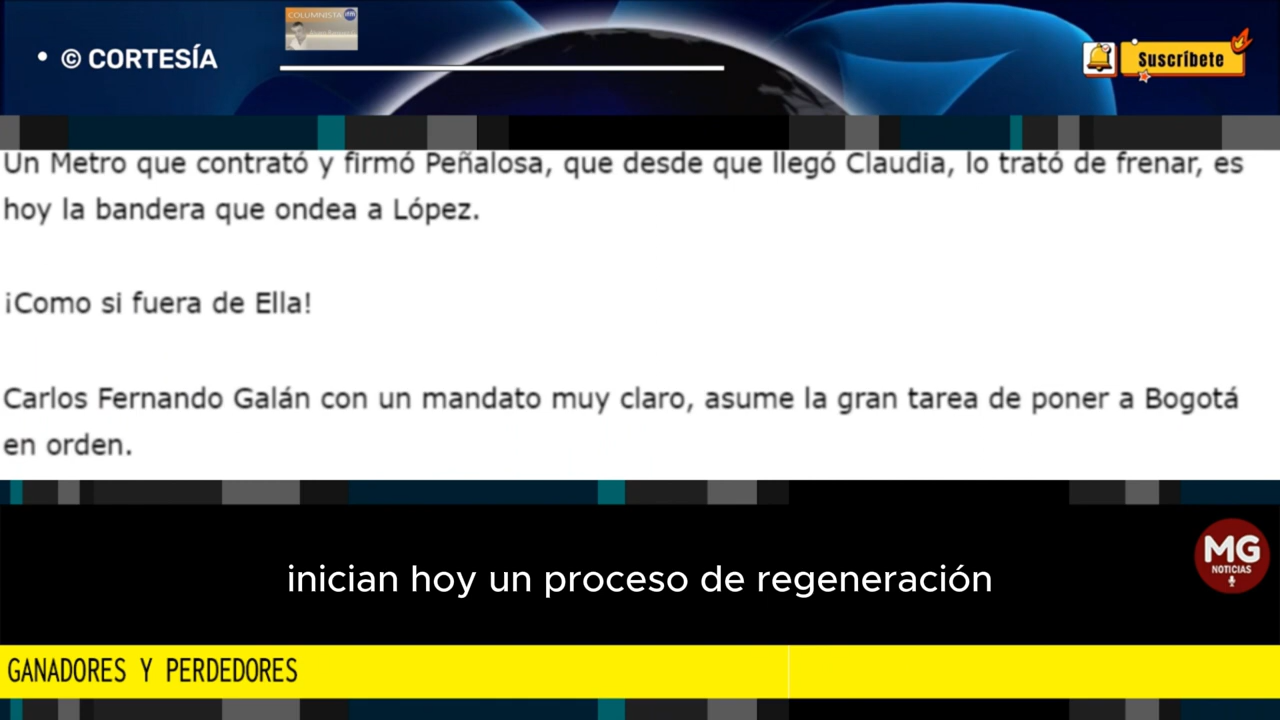 • © CORTESÍA
COLUMNISTA
Suscríbete
Un Metro que contrató y firmó Peñalosa, que desde que llegó Claudia, lo trató de frenar, es
hoy la bandera que ondea a López.
¡Como si fuera de Ella!
Carlos Fernando Galán con un mandato muy claro, asume la gran tarea de poner a Bogotá
en orden.
inician hoy un proceso de regeneración
MG
NOTICIAS
GANADORES Y PERDEDORES